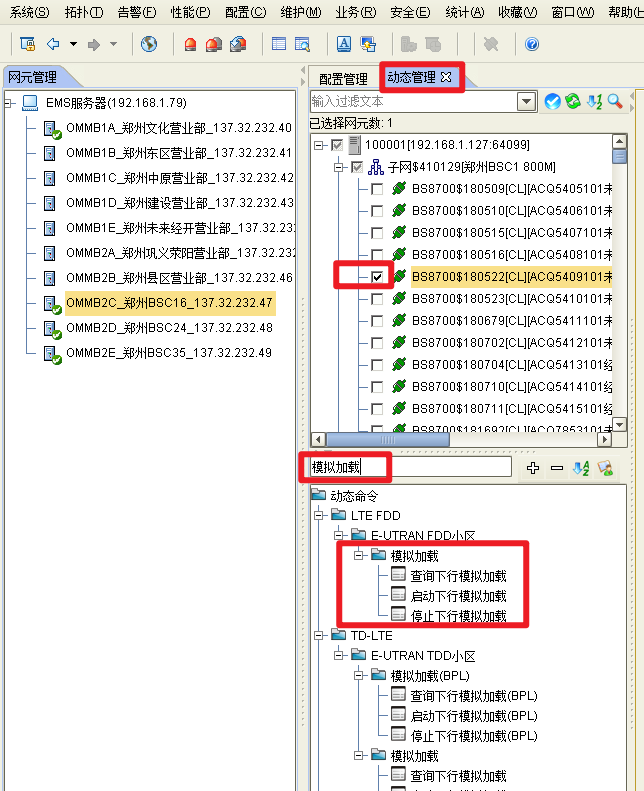 系统(S) 拓扑(T) 告警(F) 性能(P) 配置(C) 维护(M) 业务(R) 安全(E) 统计(A) 收藏(V) 窗口(W) 帮助(H
网元管理
EMS服务器(192.168.1.79)
OMMB1A_郑州文化营业部_137.32.232.40
OMMB1B_郑州东区营业部_137.32.232.41
OMMB1C_郑州中原营业部_137.32.232.42
OMMB1D_郑州建设营业部_137.32.232.43
OMMB1E_郑州未来经开营业部_137.32
OMMB2A_郑州巩义荥阳营业部_137.32
OMMB2B_郑州县区营业部_137.32.232.46
OMMB2C_郑州BSC16_137.32.232.47
OMMB2D_郑州BSC24_137.32.232.48
OMMB2E_郑州BSC35_137.32.232.49
配置管理 动态管理
输入过滤文本
已选择网元数: 1
100001[192.168.1.127:64099]
子网$410129[郑州BSC1 800M]
BS8700$180509[CL][ACQ5405101未
BS8700$180510[CL][ACQ5406101未
BS8700$180515[CL][ACQ5407101未
BS8700$180516[CL][ACQ5408101未
BS8700$180522[CL][ACQ5409101未
BS8700$180523[CL][ACQ5410101未
BS8700$180679[CL][ACQ5411101未
BS8700$180702[CL][ACQ5412101未
BS8700$180704[CL][ACQ5413101经
BS8700$180710[CL][ACQ5414101经
BS8700$180711[CL][ACQ5415101未
BS8700$181692[CL][ACQ7853101未
模拟加载
动态命令
LTE FDD
E-UTRAN FDD小区
模拟加载
查询下行模拟加载
启动下行模拟加载
停止下行模拟加载
TD-LTE
E-UTRAN TDD小区
模拟加载(BPL)
查询下行模拟加载(BPL)
启动下行模拟加载(BPL)
停止下行模拟加载(BPL)
模拟加载
查询下行模拟加载